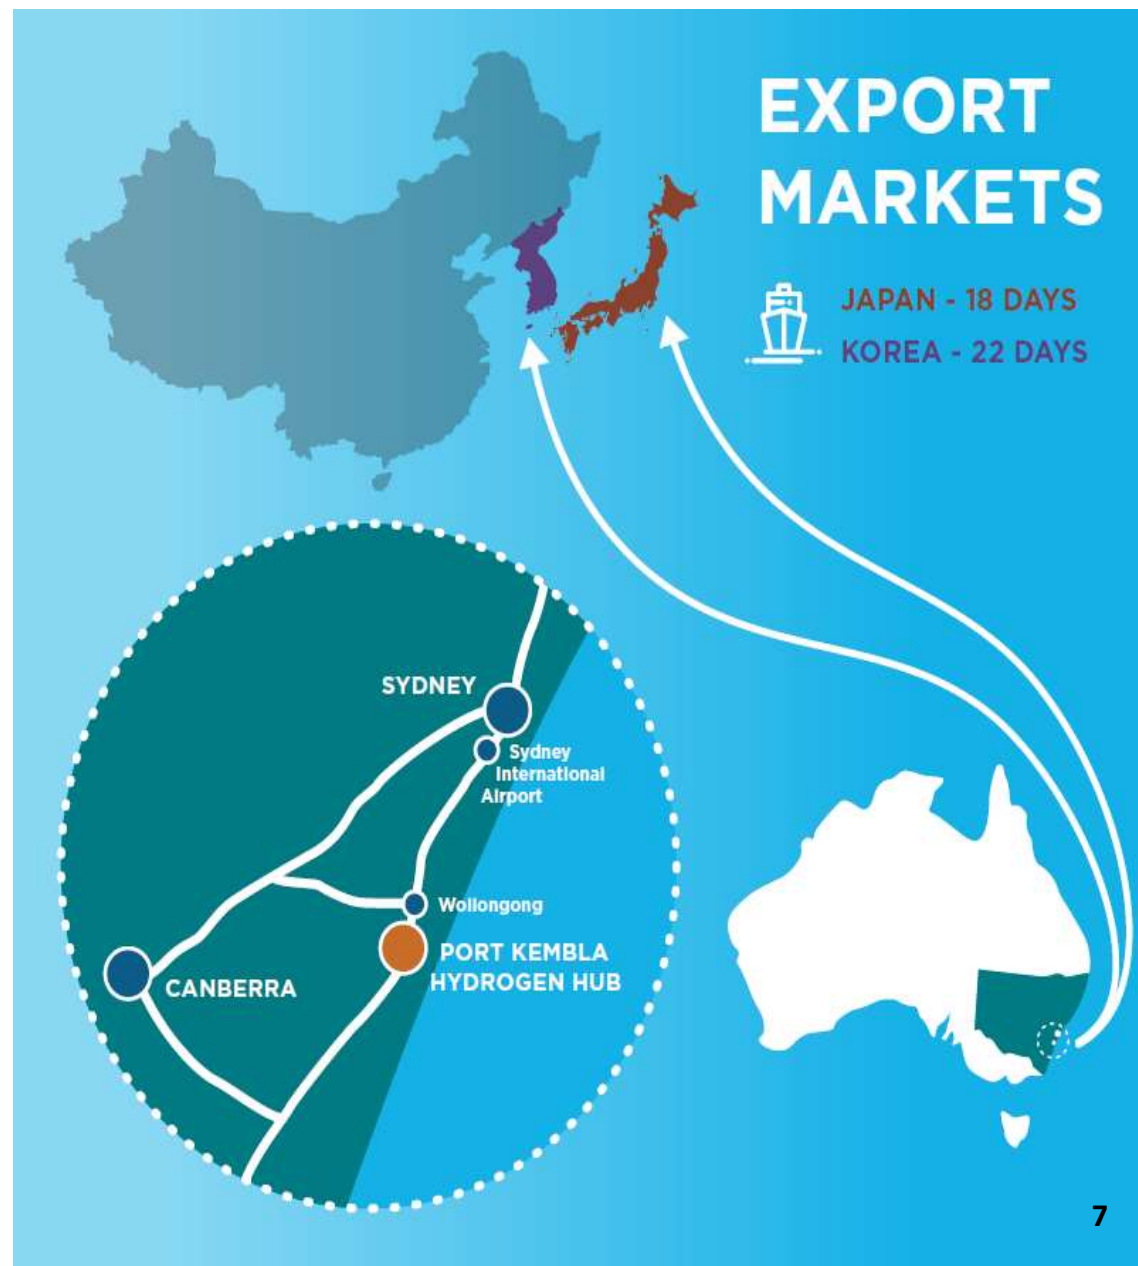 EXPORT
MARKETS
JAPAN - 18 DAYS
KOREA - 22 DAYS
SYDNEY
Sydney
International
Airport
Wollongong
PORT KEMBLA
HYDROGEN HUB
CANBERRA
7